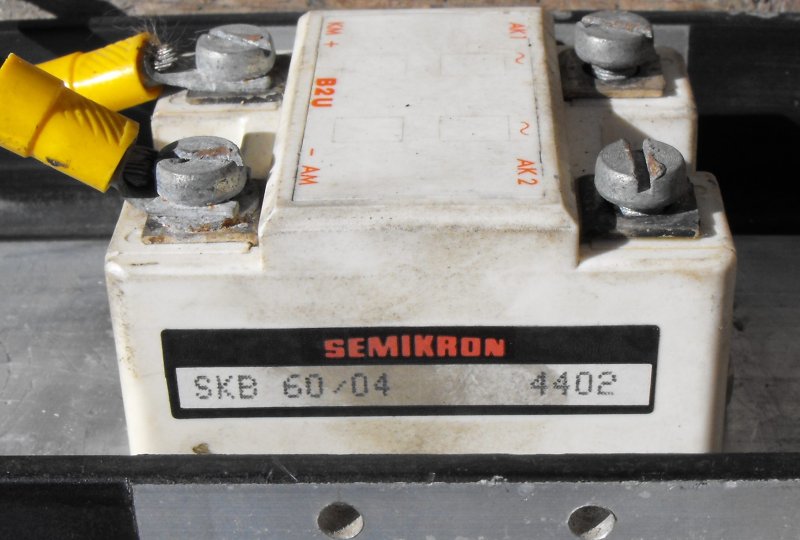 KM +
AK1 ~
B2U
~
- AM
AK2
SEMIKRON
SKB 60/04 4402